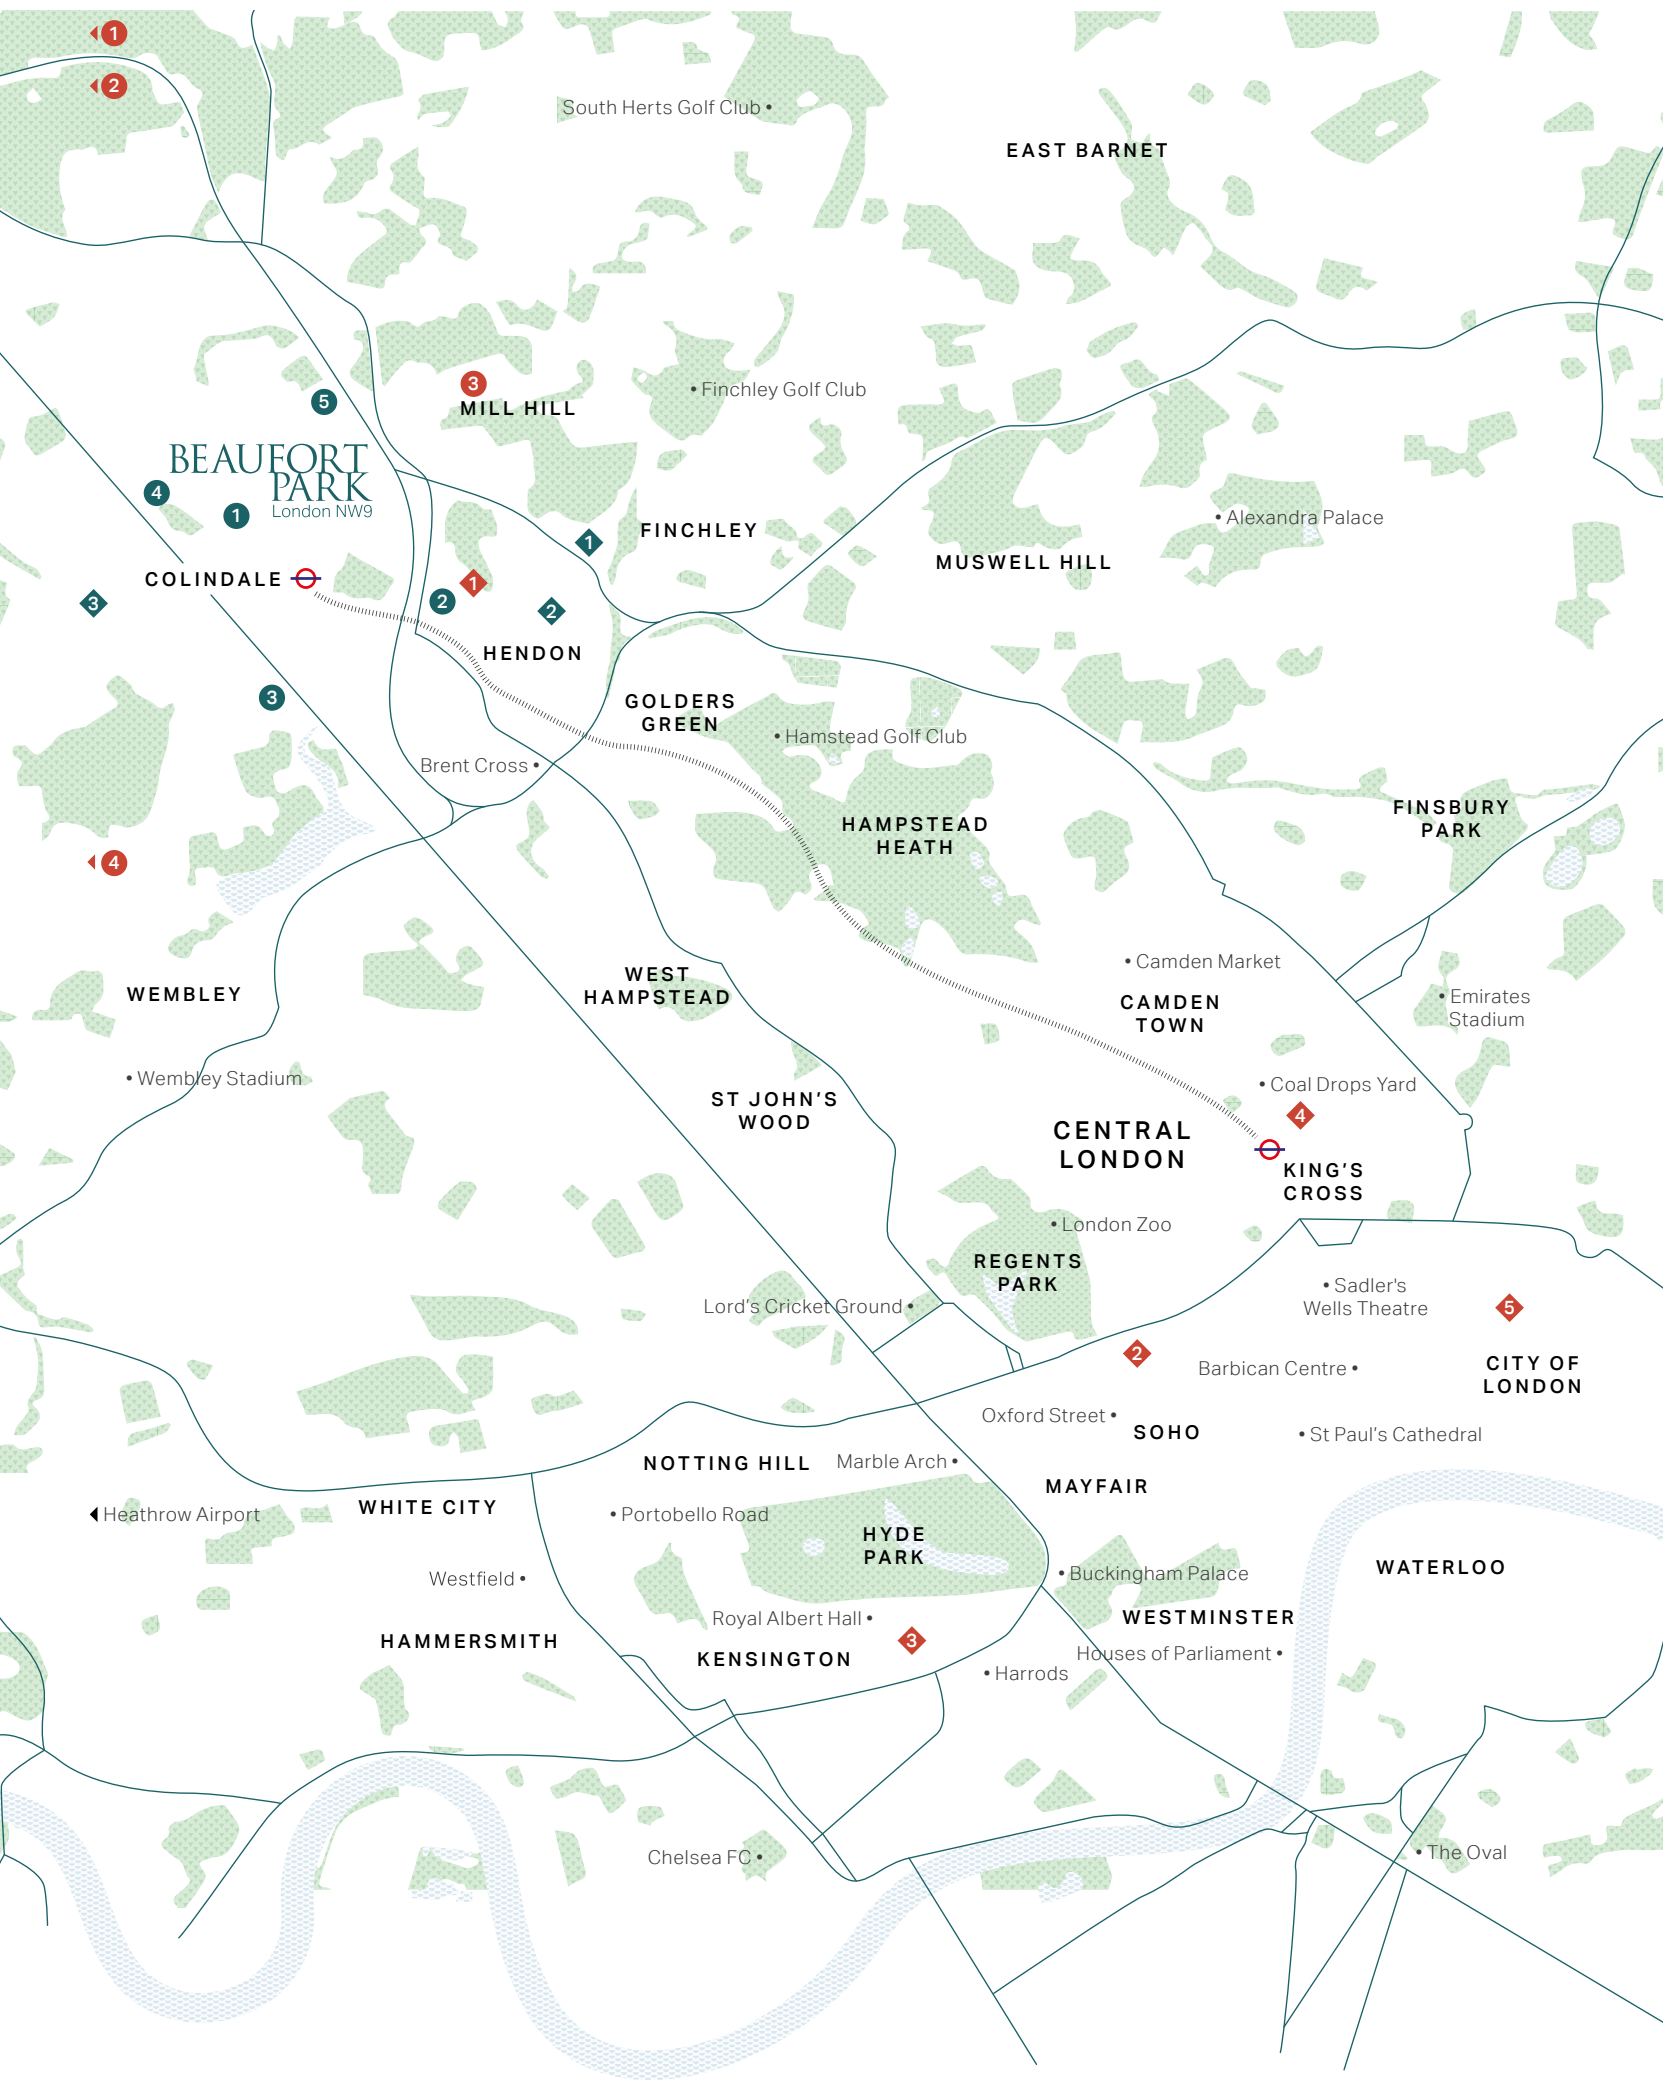 1
2
South Herts Golf Club
EAST BARNET
3
MILL HILL
Finchley Golf Club
5
BEAUFORT
PARK
London NW9
4
1
Alexandra Palace
FINCHLEY
1
MUSWELL HILL
COLINDALE
1
2
2
3
HENDON
3
GOLDERS
GREEN
Hamstead Golf Club
Brent Cross
HAMPSTEAD
HEATH
FINSBURY
PARK
4
Camden Market
WEST
HAMPSTEAD
WEMBLEY
CAMDEN
TOWN
Emirates
Stadium
Wembley Stadium
Coal Drops Yard
ST JOHN'S
WOOD
4
CENTRAL
LONDON
KING'S
CROSS
London Zoo
REGENTS
PARK
Sadler's
Wells Theatre
Lord's Cricket Ground
5
2
Barbican Centre
CITY OF
LONDON
Oxford Street
SOHO
St Paul's Cathedral
NOTTING HILL
Marble Arch
MAYFAIR
Heathrow Airport
WHITE CITY
Portobello Road
HYDE
PARK
WATERLOO
Westfield
Buckingham Palace
Royal Albert Hall
WESTMINSTER
HAMMERSMITH
3
KENSINGTON
Houses of Parliament
Harrods
Chelsea FC
The Oval